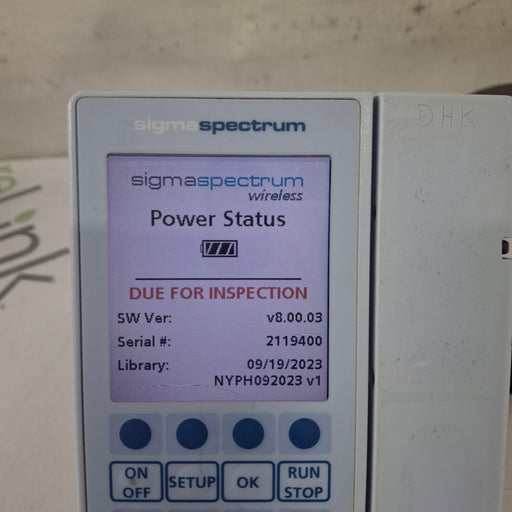 sigmaspectrum
DHK
sigmaspectrum
wireless
Power Status
DUE FOR INSPECTION
SW Ver: v8.00.03
Serial #: 2119400
Library: 09/19/2023
NYPH092023 v1
ON OFF
SETUP
OK
RUN STOP